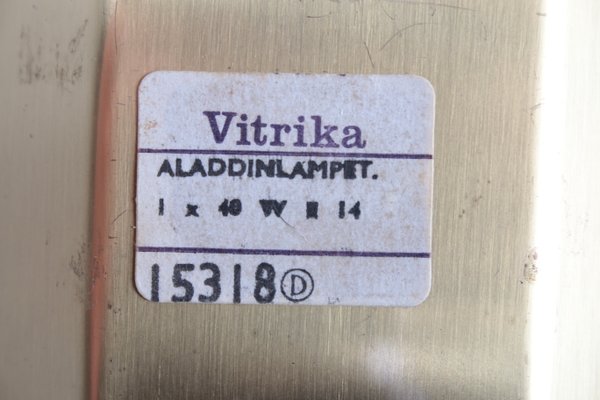 Vitrika
ALADDINLAMPET.
1 x 40 W E 14
15318 Ⓓ